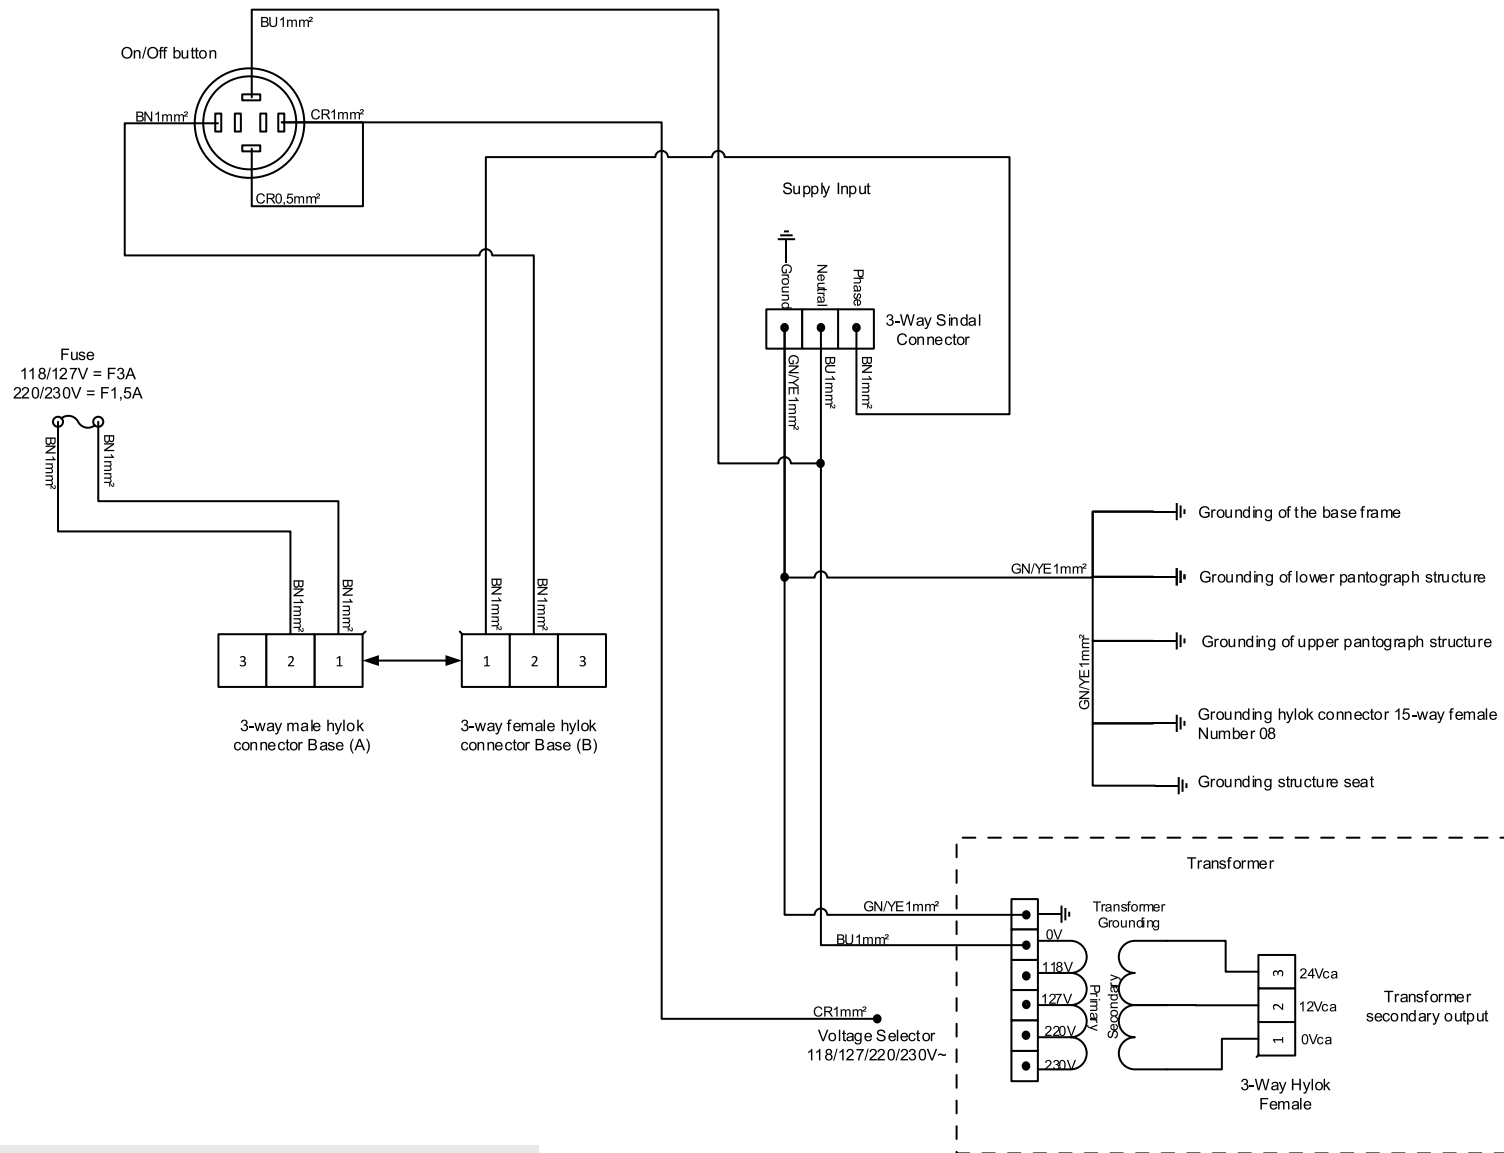 BU1mm²
On/Off button
BN1mm²
CR1mm²
CR0,5mm²
Supply Input
Ground
Neutral
Phase
3-Way Sindal
Connector
GN/YE1mm²
BU1mm²
BN1mm²
Fuse
118/127V = F3A
220/230V = F1,5A
BN1mm²
BN1mm²
BN1mm²
BN1mm²
BN1mm²
BN1mm²
3
2
1
1
2
3
3-way male hylok
connector Base (A)
3-way female hylok
connector Base (B)
GN/YE1mm²
GN/YE1mm²
Grounding of the base frame
Grounding of lower pantograph structure
Grounding of upper pantograph structure
Grounding hylok connector 15-way female
Number 08
Grounding structure seat
Transformer
GN/YE1mm²
BU1mm²
CR1mm²
Voltage Selector
118/127/220/230V~
Transformer
Grounding
0V
118V
127V
220V
230V
Primary
Secondary
3
2
1
24Vca
12Vca
0Vca
Transformer
secondary output
3-Way Hylok
Female